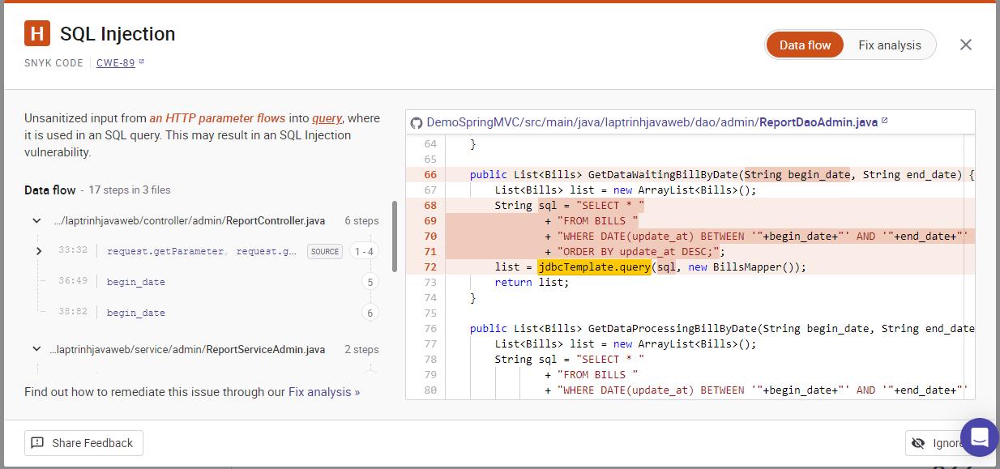 H SQL Injection
SNYK CODE | CWE-89
Data flow Fix analysis
Unsanitized input from an HTTP parameter flows into query, where
it is used in an SQL query. This may result in an SQL Injection
vulnerability.
Data flow - 17 steps in 3 files
.../laptrinhjavaweb/controller/admin/ReportController.java 6 steps
33:32 request.getParameter, request.g... SOURCE 1 - 4
36:49 begin_date 5
38:82 begin_date 6
...laptrinhjavaweb/service/admin/ReportServiceAdmin.java 2 steps
Find out how to remediate this issue through our Fix analysis »
DemoSpringMVC/src/main/java/laptrinhjavaweb/dao/admin/ReportDaoAdmin.java
64 }
65
66 public List<Bills> GetDataWaitingBillByDate(String begin_date, String end_date) {
67 List<Bills> list = new ArrayList<Bills>();
68 String sql = "SELECT * "
69 + "FROM BILLS "
70 + "WHERE DATE(update_at) BETWEEN '"+begin_date+"' AND '"+end_date+"'
71 + "ORDER BY update_at DESC;";
72 list = jdbcTemplate.query(sql, new BillsMapper());
73 return list;
74 }
75
76 public List<Bills> GetDataProcessingBillByDate(String begin_date, String end_date
77 List<Bills> list = new ArrayList<Bills>();
78 String sql = "SELECT * "
79 + "FROM BILLS "
80 + "WHERE DATE(update_at) BETWEEN '"+begin_date+"' AND '"+end_date+"'
Share Feedback
Ignore